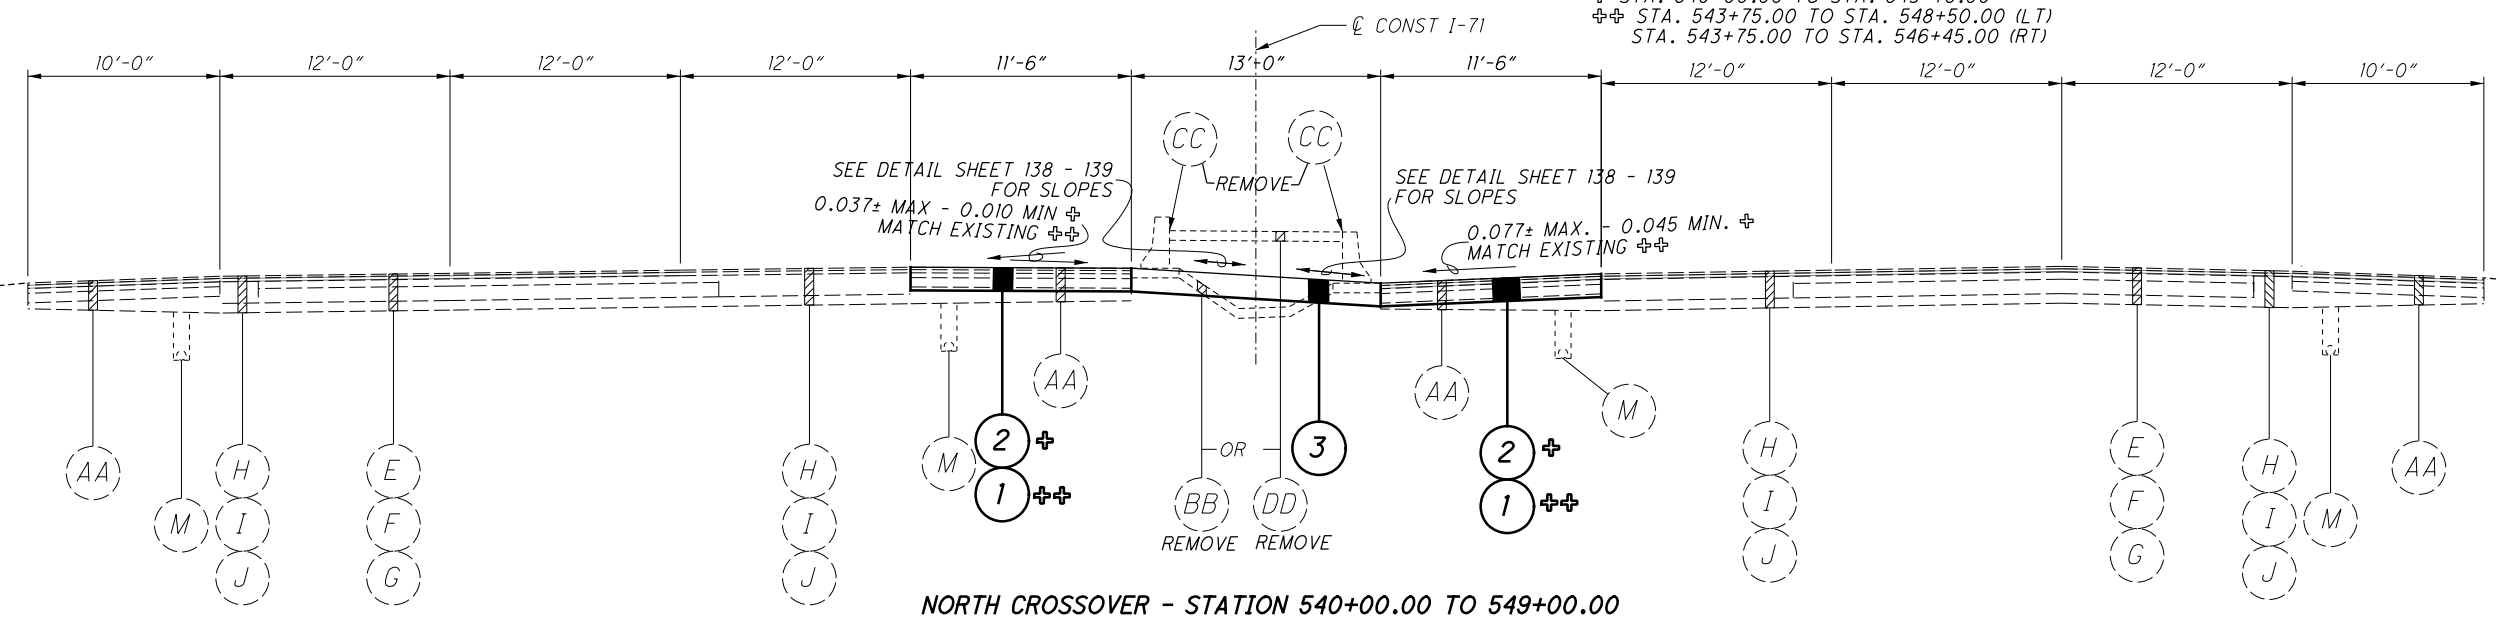 ℄ CONST I-71
++ STA. 543+75.00 TO STA. 548+50.00 (LT)
STA. 543+75.00 TO STA. 546+45.00 (RT)
10'-0"
12'-0"
12'-0"
12'-0"
11'-6"
13'-0"
11'-6"
12'-0"
12'-0"
12'-0"
10'-0"
CC
CC
REMOVE
SEE DETAIL SHEET 138 - 139
FOR SLOPES
0.037± MAX - 0.010 MIN +
MATCH EXISTING ++
SEE DETAIL SHEET 138 - 139
FOR SLOPES
0.077± MAX. - 0.045 MIN. +
MATCH EXISTING ++
AA
M
H
I
J
E
F
G
H
I
J
M
2 +
1 ++
AA
OR
BB
REMOVE
DD
REMOVE
3
AA
2 +
1 ++
M
H
I
J
E
F
G
H
I
J
M
AA
NORTH CROSSOVER - STATION 540+00.00 TO 549+00.00